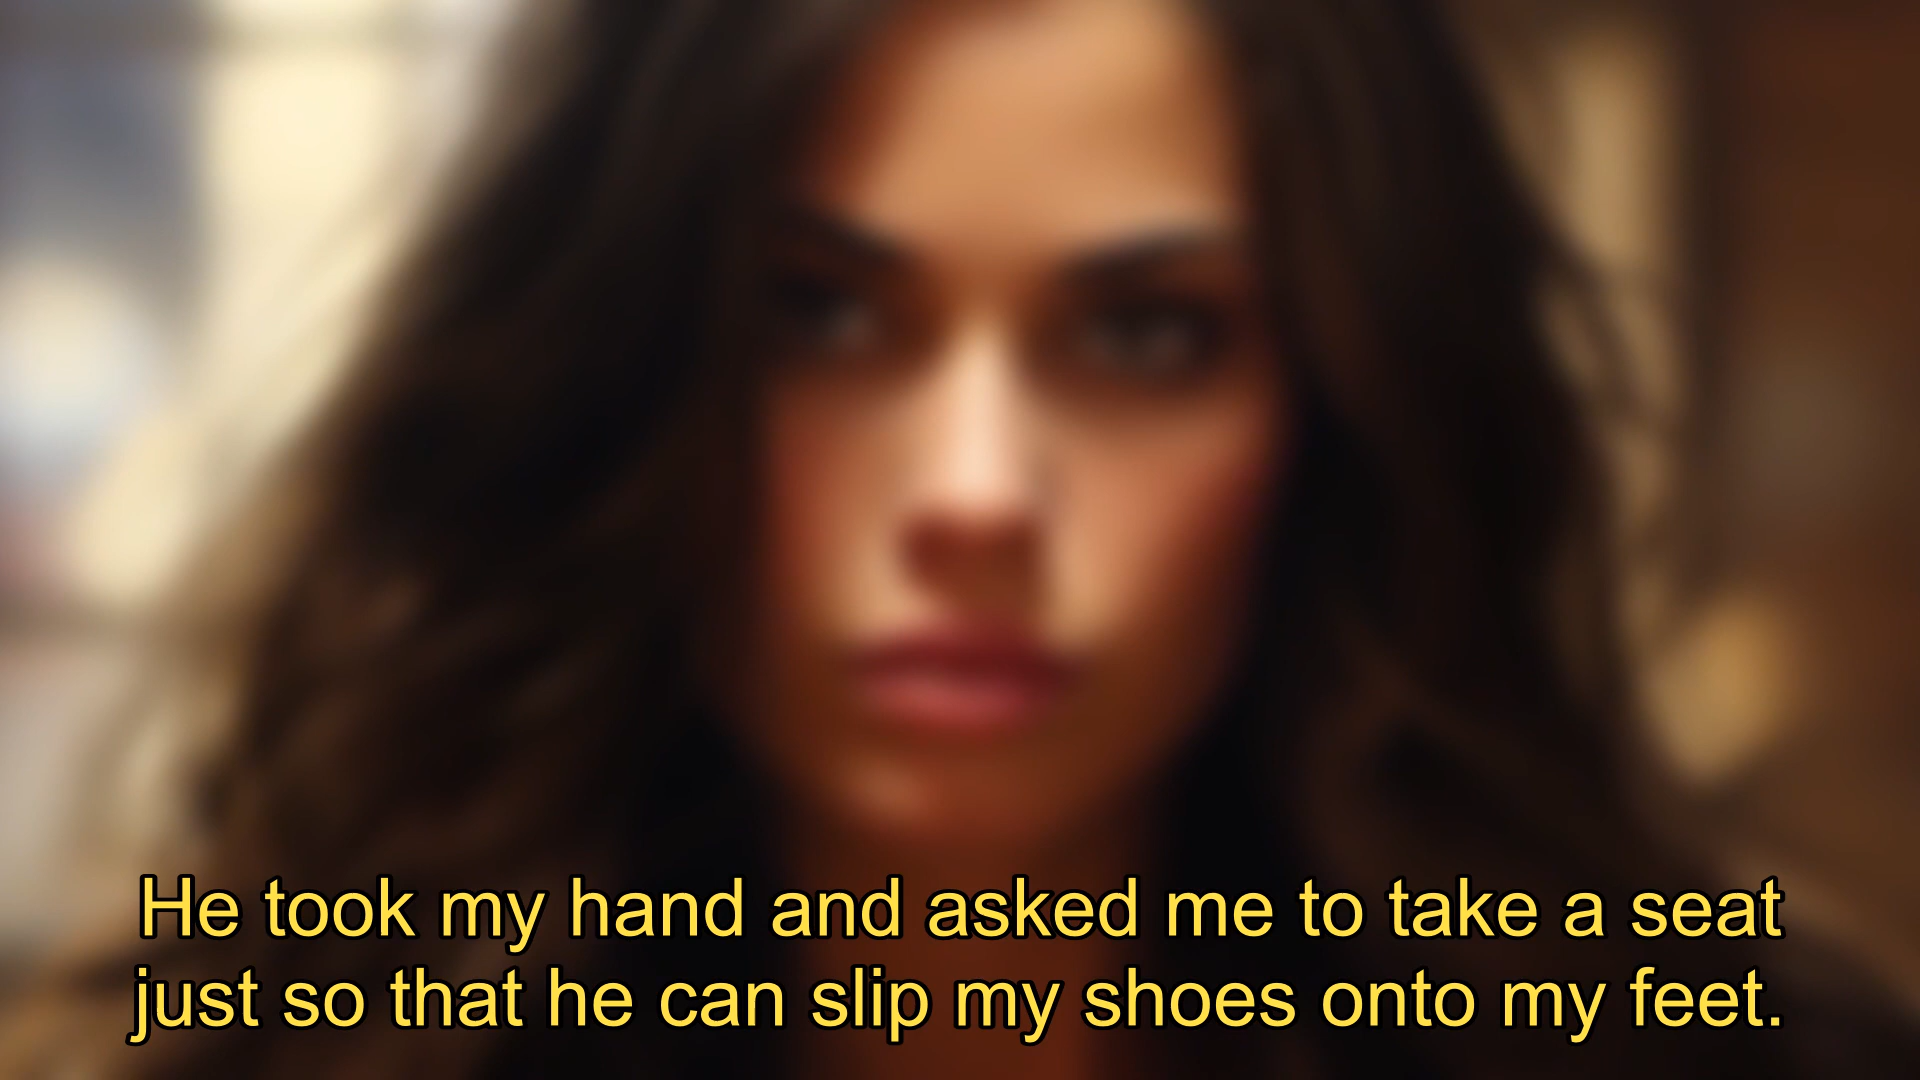 He took my hand and asked me to take a seat
just so that he can slip my shoes onto my feet.